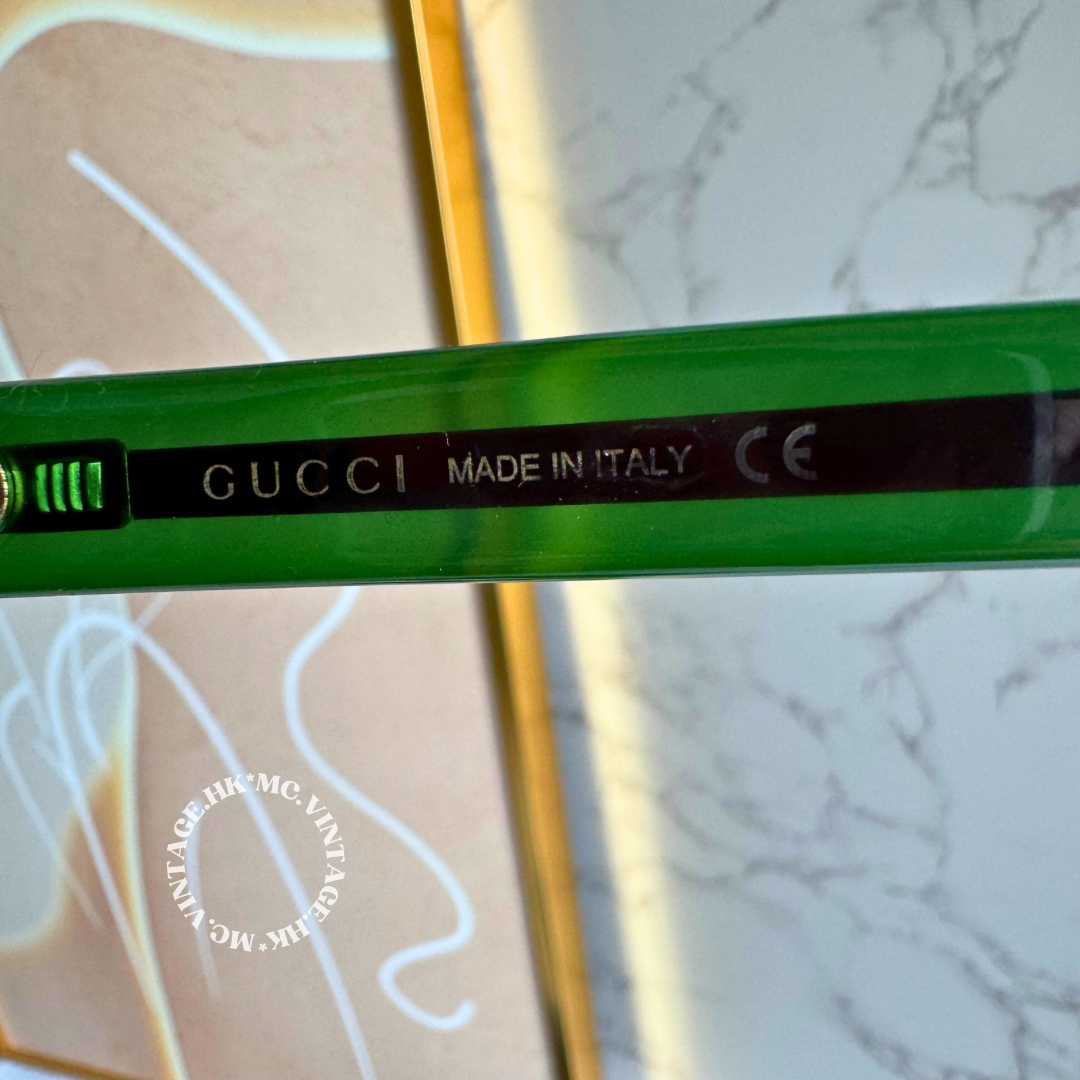 GUCCI MADE IN ITALY CE
MC.VINTAGE.HK*MC.VINTAGE.HK*